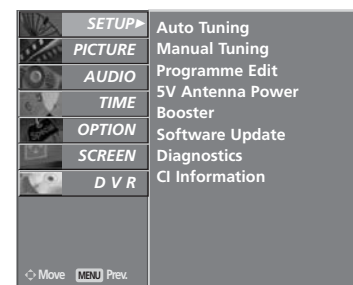 SETUP
PICTURE
AUDIO
TIME
OPTION
SCREEN
D V R
Auto Tuning
Manual Tuning
Programme Edit
5V Antenna Power
Booster
Software Update
Diagnostics
CI Information
Move MENU Prev.